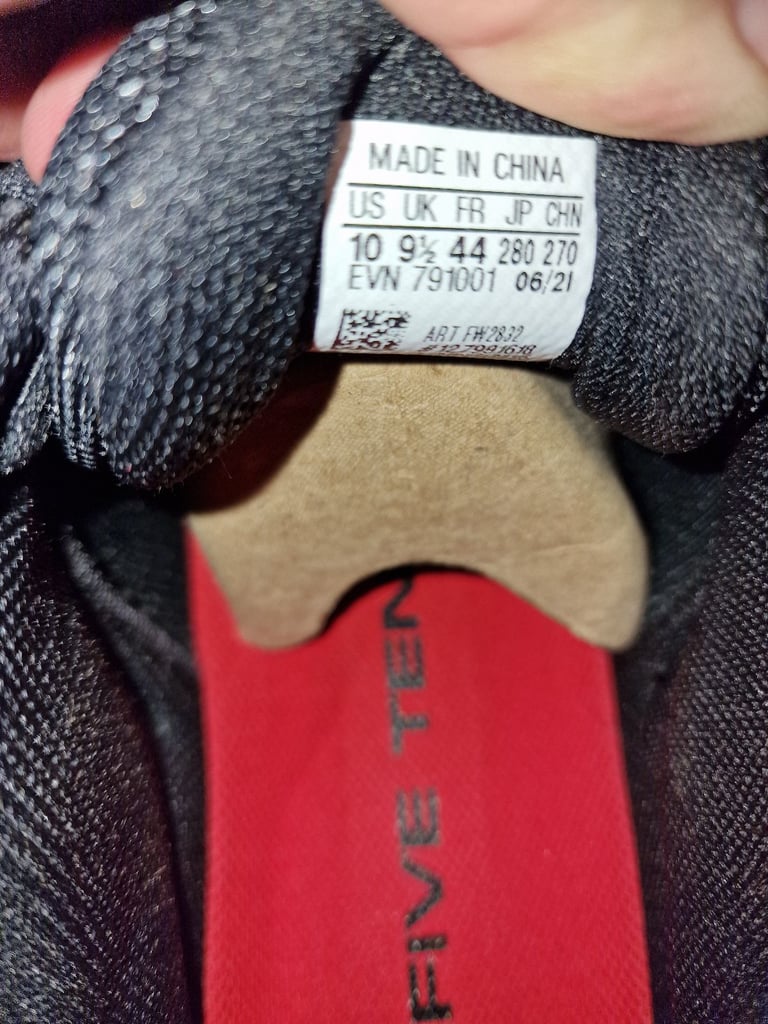 MADE IN CHINA
US UK FR JP CHN
10 9½ 44 280 270
EVN 791001 06/21
ART FW2832
#127991618
FIVE TEN